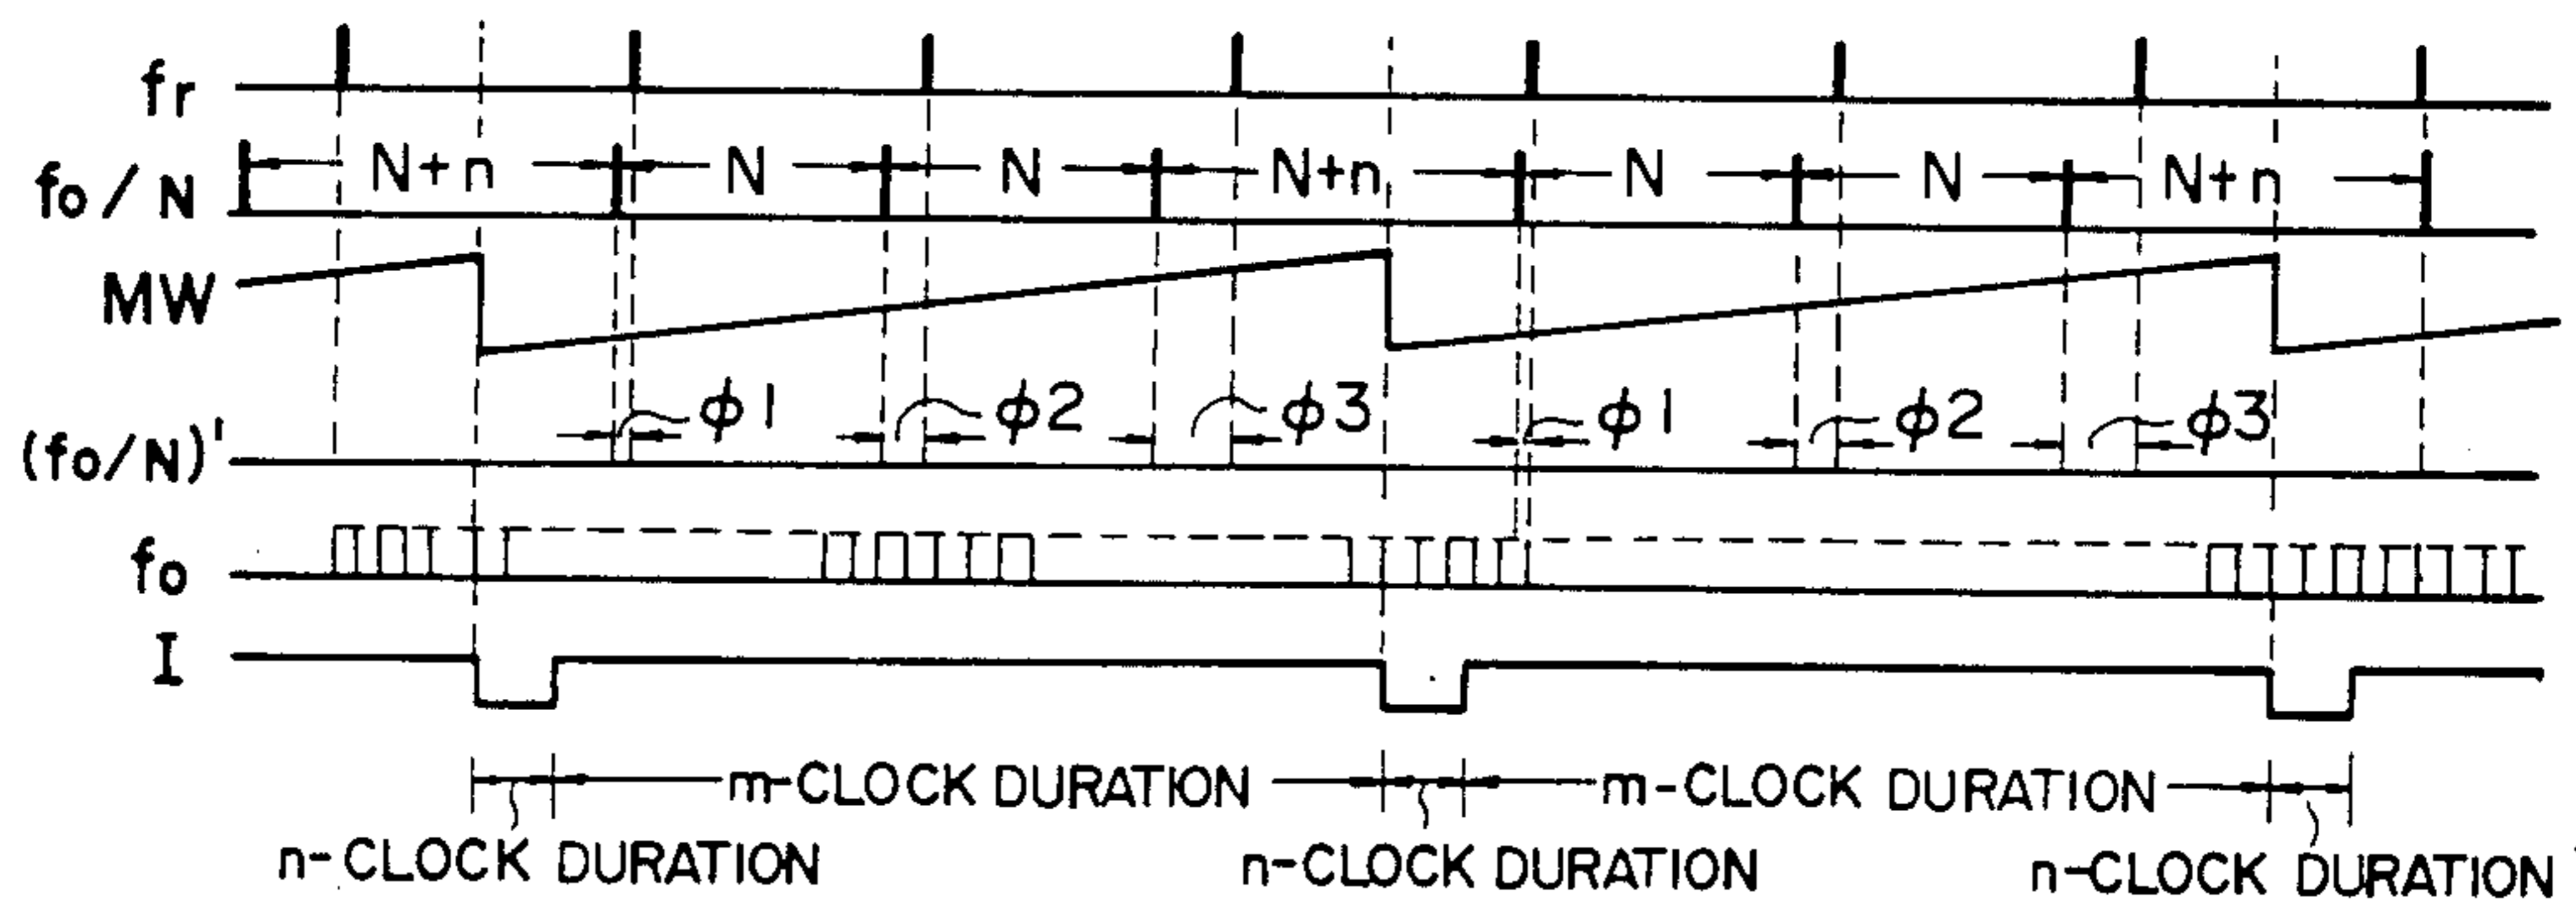 fr
fo/N N+n N N N+n N N N+n
MW
(fo/N)' ϕ1 ϕ2 ϕ3 ϕ1 ϕ2 ϕ3
fo
I
m-CLOCK DURATION m-CLOCK DURATION
n-CLOCK DURATION n-CLOCK DURATION n-CLOCK DURATION